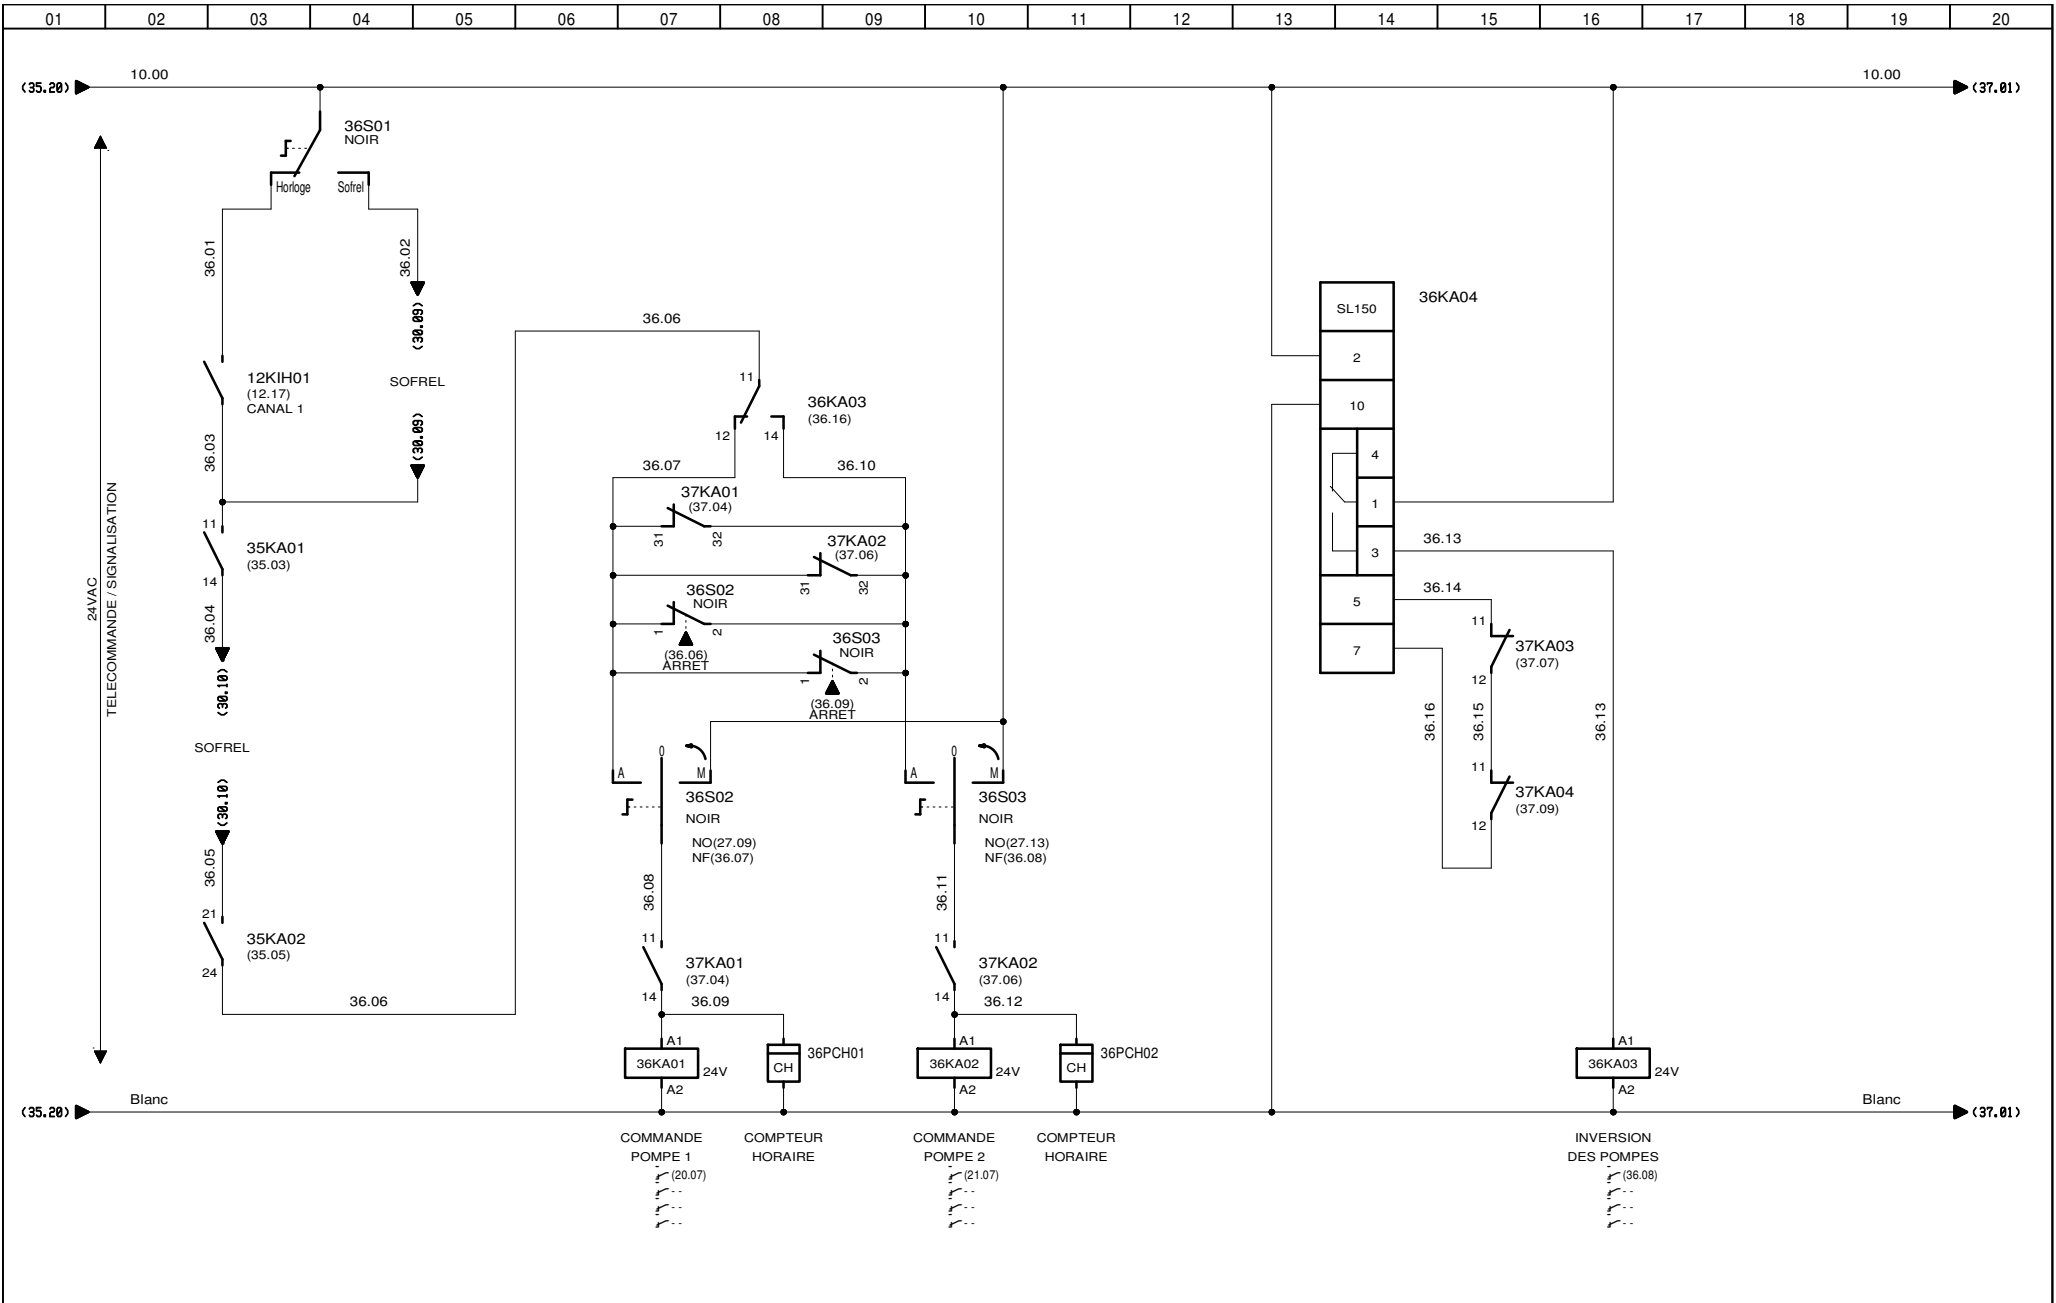 01 02 03 04 05 06 07 08 09 10 11 12 13 14 15 16 17 18 19 20
(35.20) 10.00 10.00 (37.01)
36S01
NOIR
Horloge Sofrel
24VAC
TELECOMMANDE / SIGNALISATION
36.01
36.02
(30.09)
SOFREL
(30.09)
12KIH01
(12.17)
CANAL 1
36.03
11
35KA01
(35.03)
14
36.04
(30.10)
SOFREL
(30.10)
36.05
21
35KA02
(35.05)
24
36.06
36.06
11
36KA03
(36.16)
12 14
36.07 36.10
37KA01
(37.04)
31 32
37KA02
(37.06)
31 32
36S02
NOIR
1 2
(36.06)
ARRET
36S03
NOIR
1 2
(36.09)
ARRET
A 0 M
36S02
NOIR
NO(27.09)
NF(36.07)
36.08
11
37KA01
(37.04)
14
36.09
A1
36KA01
24V
A2
CH
36PCH01
A 0 M
36S03
NOIR
NO(27.13)
NF(36.08)
36.11
11
37KA02
(37.06)
14
36.12
A1
36KA02
24V
A2
CH
36PCH02
SL150
36KA04
2
10
4
1
3
5
7
36.13
36.14
11
37KA03
(37.07)
12
36.16
36.15
36.13
11
37KA04
(37.09)
12
A1
36KA03
24V
A2
(35.20) Blanc Blanc (37.01)
COMMANDE
POMPE 1
(20.07)
- -
- -
- -
COMPTEUR
HORAIRE
COMMANDE
POMPE 2
(21.07)
- -
- -
- -
COMPTEUR
HORAIRE
INVERSION
DES POMPES
(36.08)
- -
- -
- -